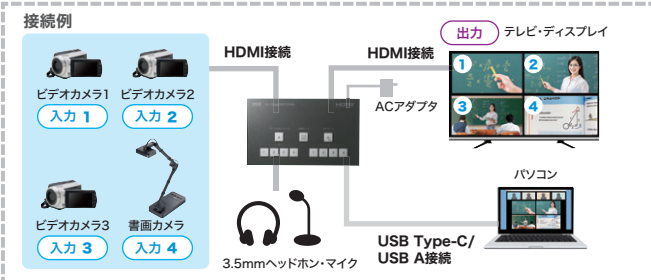 接続例
ビデオカメラ1
入力 1
ビデオカメラ2
入力 2
ビデオカメラ3
入力 3
書画カメラ
入力 4
HDMI接続
HDMI接続
ACアダプタ
出力
テレビ・ディスプレイ
1
2
3
4
3.5mmヘッドホン・マイク
USB Type-C/
USB A接続
パソコン